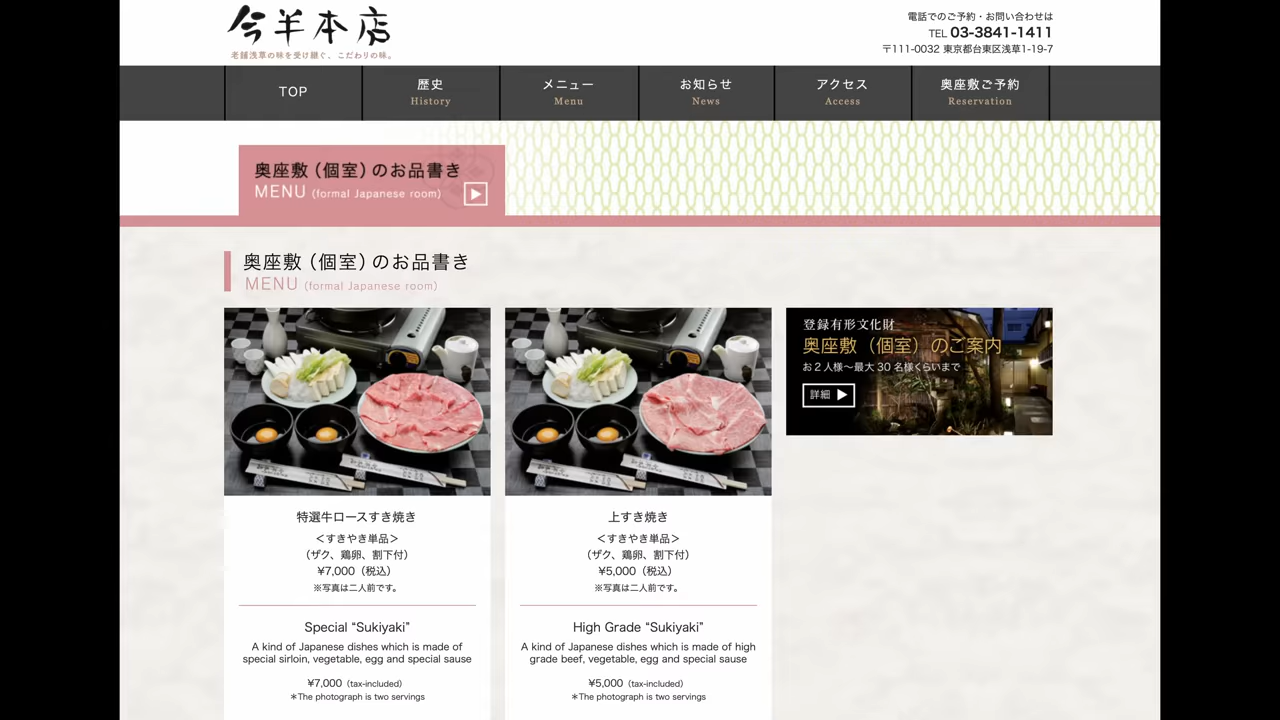 今半本店
老舗浅草の味を受け継ぐ、こだわりの味。
電話でのご予約・お問い合わせは
TEL 03-3841-1411
〒111-0032 東京都台東区浅草1-19-7
TOP
歴史
History
メニュー
Menu
お知らせ
News
アクセス
Access
奥座敷ご予約
Reservation
奥座敷（個室）のお品書き
MENU (formal Japanese room)
奥座敷（個室）のお品書き
MENU (formal Japanese room)
特選牛ロースすき焼き
＜すきやき単品＞
（ザク、鶏卵、割下付）
¥7,000（税込）
※写真は二人前です。
Special “Sukiyaki”
A kind of Japanese dishes which is made of
special sirloin, vegetable, egg and special sause
¥7,000（tax-included）
＊The photograph is two servings
上すき焼き
＜すきやき単品＞
（ザク、鶏卵、割下付）
¥5,000（税込）
※写真は二人前です。
High Grade “Sukiyaki”
A kind of Japanese dishes which is made of high
grade beef, vegetable, egg and special sause
¥5,000（tax-included）
＊The photograph is two servings
登録有形文化財
奥座敷（個室）のご案内
お2人様〜最大30名様くらいまで
詳細